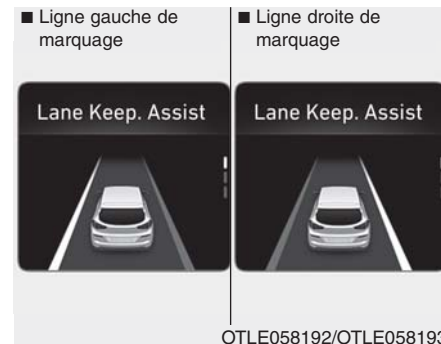 ■ Ligne gauche de
marquage
■ Ligne droite de
marquage
Lane Keep. Assist
Lane Keep. Assist
OTLE058192/OTLE058193